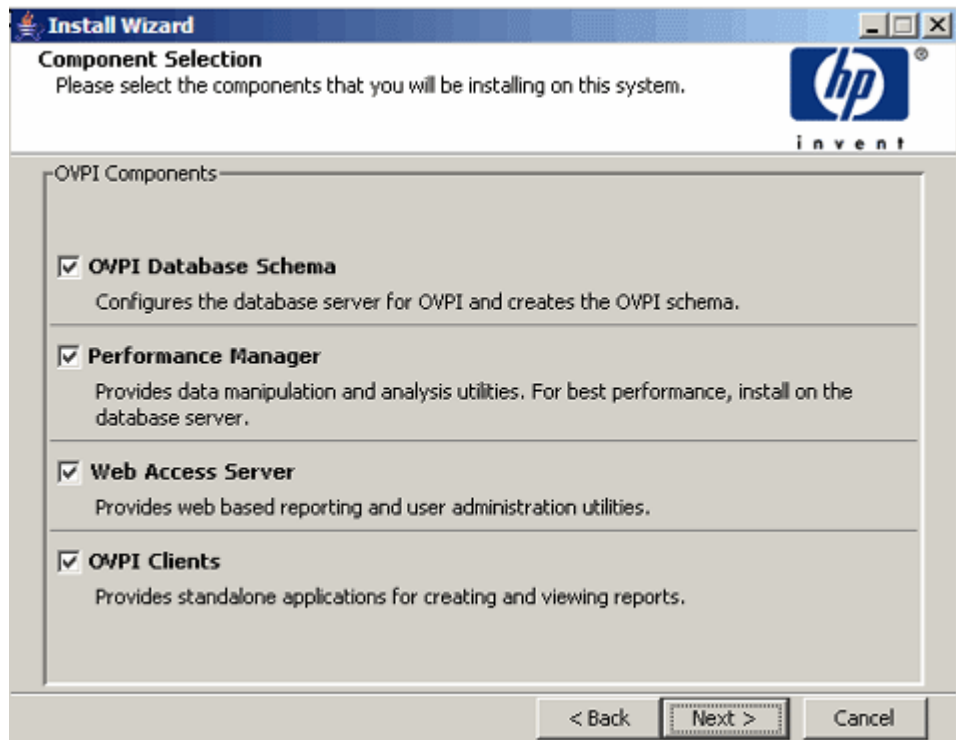 Install Wizard
Component Selection
Please select the components that you will be installing on this system.
hp
®
invent
OVPI Components
OVPI Database Schema
Configures the database server for OVPI and creates the OVPI schema.
Performance Manager
Provides data manipulation and analysis utilities. For best performance, install on the
database server.
Web Access Server
Provides web based reporting and user administration utilities.
OVPI Clients
Provides standalone applications for creating and viewing reports.
< Back
Next >
Cancel